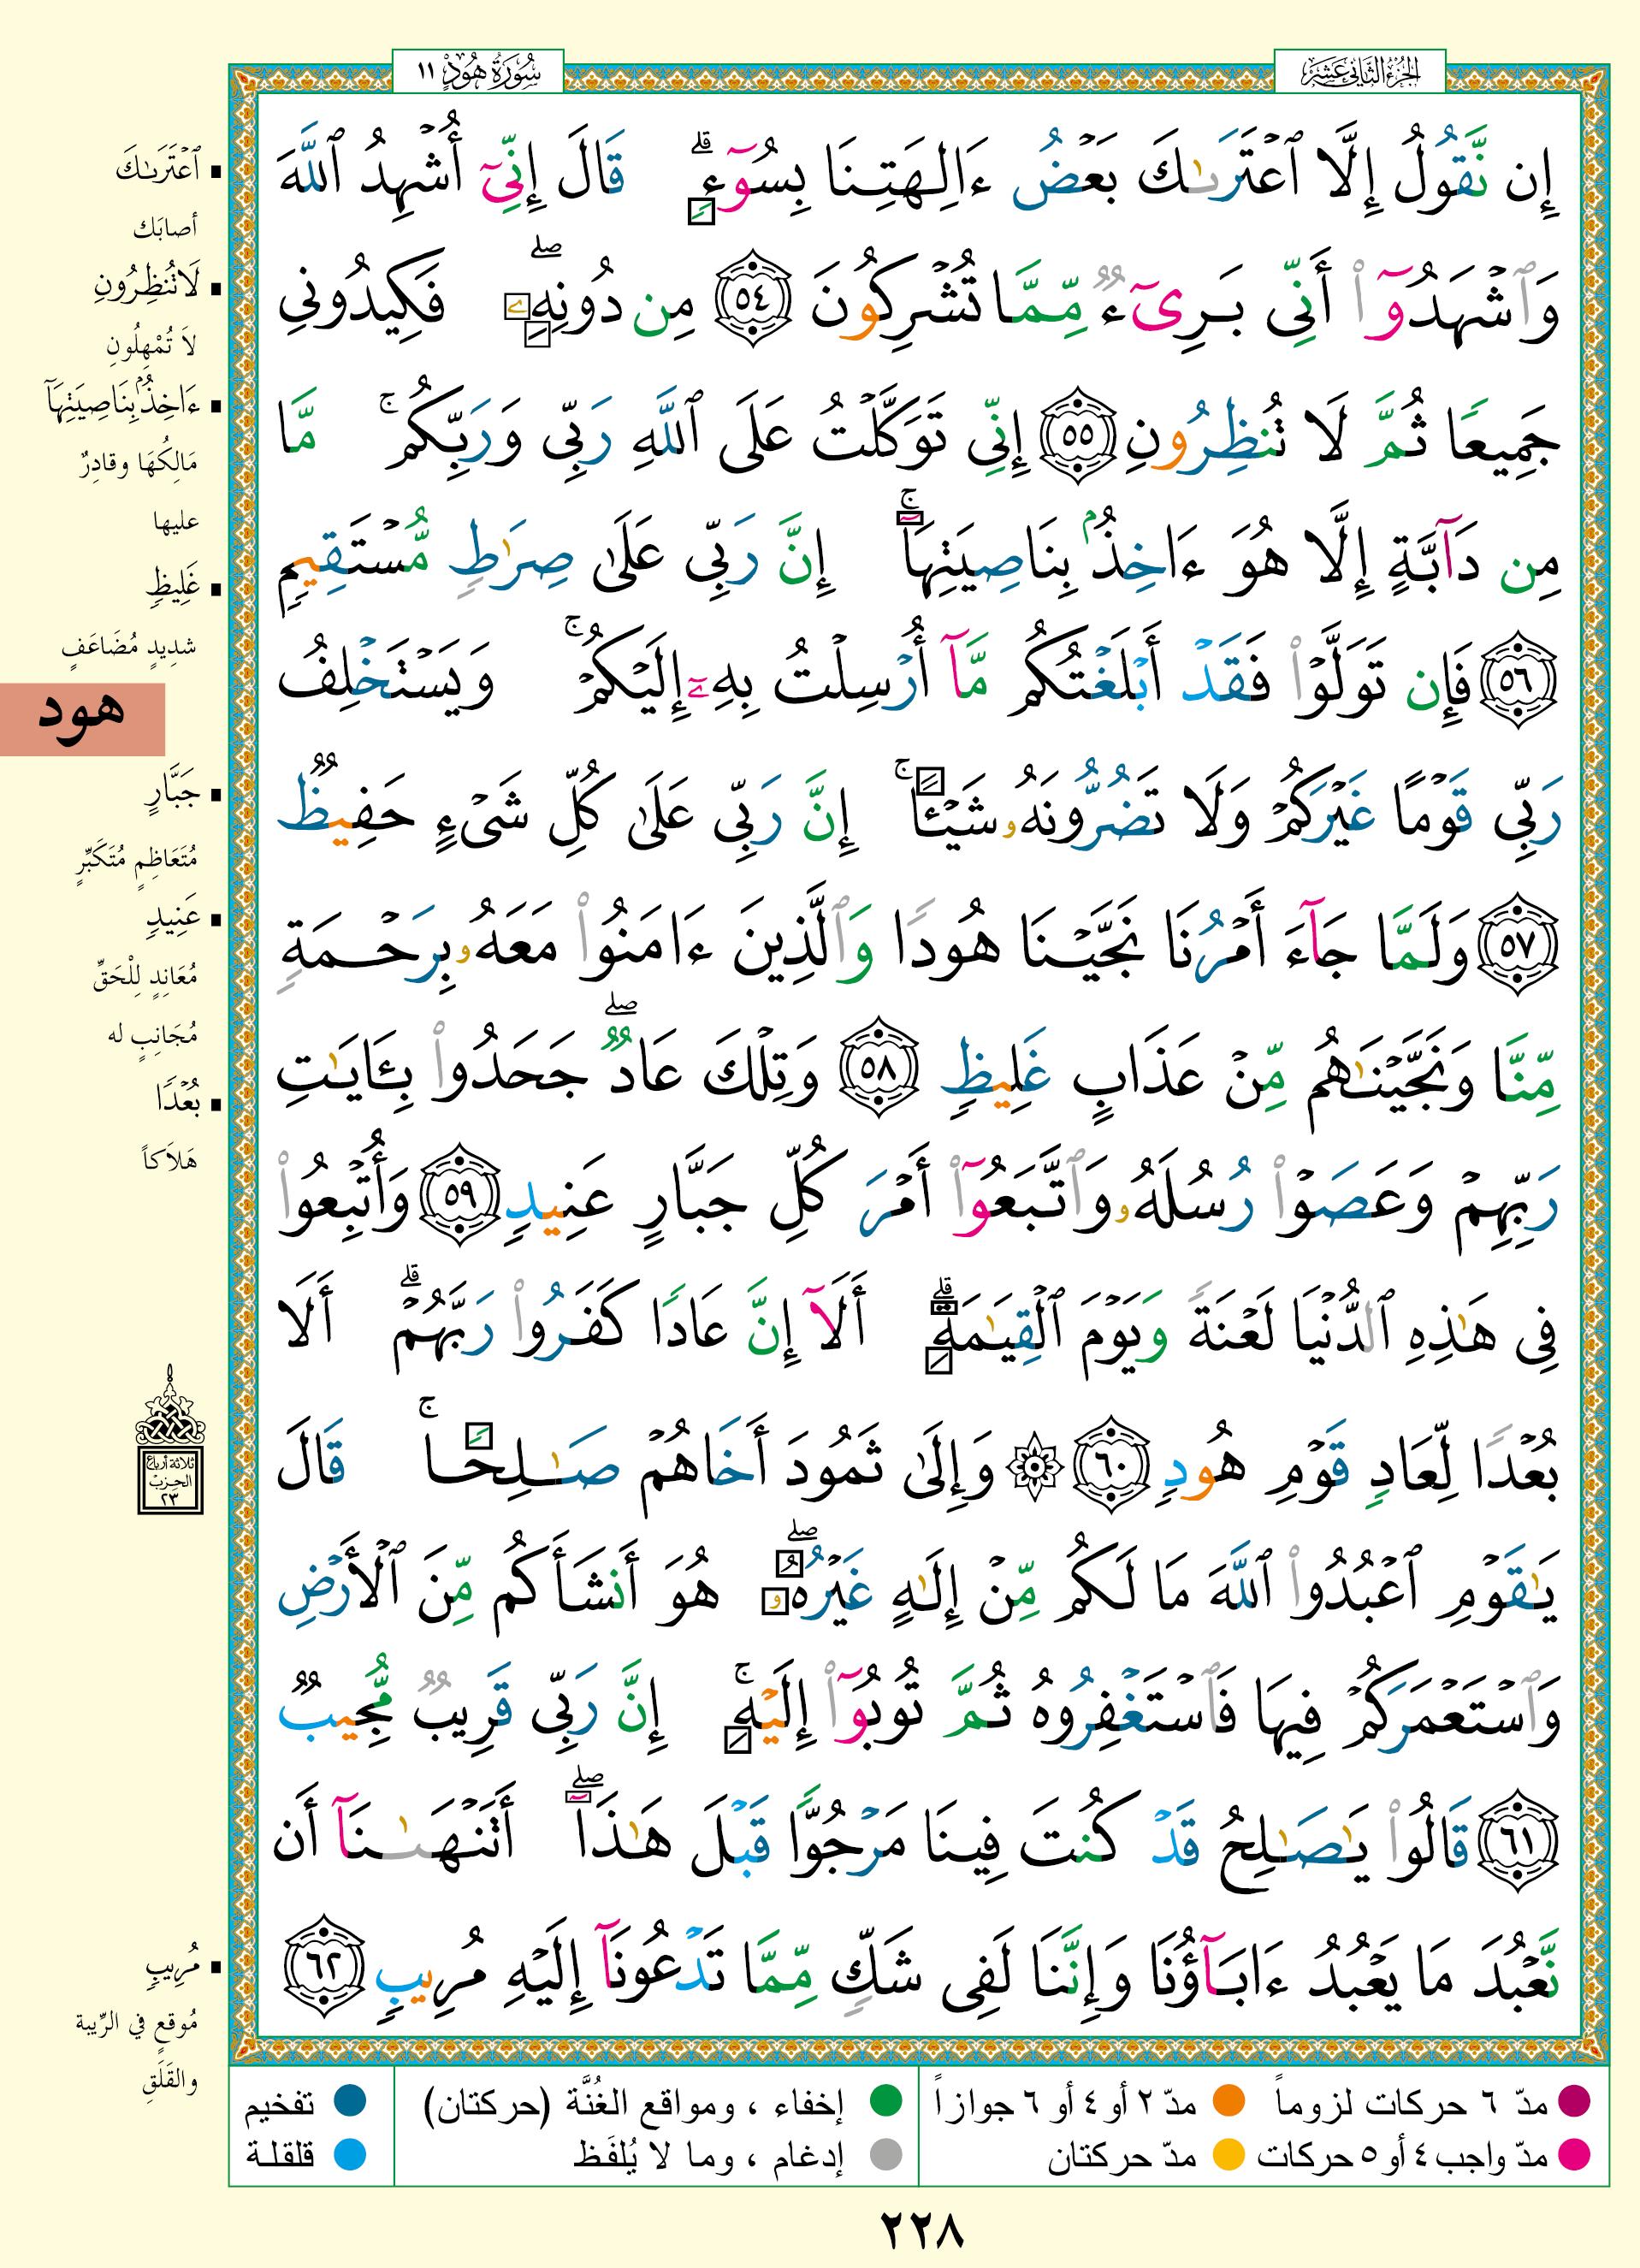 الجزء الثاني عشر
سورة هود ١١
إِن نَّقُولُ إِلَّا ٱعْتَرَىٰكَ بَعْضُ ءَالِهَتِنَا بِسُوٓءٍۗ قَالَ إِنِّىٓ أُشْهِدُ ٱللَّهَ
وَٱشْهَدُوٓا۟ أَنِّى بَرِىٓءٌ مِّمَّا تُشْرِكُونَ ٥٤ مِن دُونِهِۦۖ فَكِيدُونِى
جَمِيعًا ثُمَّ لَا تُنظِرُونِ ٥٥ إِنِّى تَوَكَّلْتُ عَلَى ٱللَّهِ رَبِّى وَرَبِّكُمۚ مَّا
مِن دَآبَّةٍ إِلَّا هُوَ ءَاخِذٌۢ بِنَاصِيَتِهَآۚ إِنَّ رَبِّى عَلَىٰ صِرَٰطٍ مُّسْتَقِيمٍ
٥٦ فَإِن تَوَلَّوْا۟ فَقَدْ أَبْلَغْتُكُم مَّآ أُرْسِلْتُ بِهِۦٓ إِلَيْكُمْۚ وَيَسْتَخْلِفُ
رَبِّى قَوْمًا غَيْرَكُمْ وَلَا تَضُرُّونَهُۥ شَيْـًٔاۚ إِنَّ رَبِّى عَلَىٰ كُلِّ شَىْءٍ حَفِيظٌ
٥٧ وَلَمَّا جَآءَ أَمْرُنَا نَجَّيْنَا هُودًا وَٱلَّذِينَ ءَامَنُوا۟ مَعَهُۥ بِرَحْمَةٍ
مِّنَّا وَنَجَّيْنَٰهُم مِّنْ عَذَابٍ غَلِيظٍ ٥٨ وَتِلْكَ عَادٌۖ جَحَدُوا۟ بِـَٔايَٰتِ
رَبِّهِمْ وَعَصَوْا۟ رُسُلَهُۥ وَٱتَّبَعُوٓا۟ أَمْرَ كُلِّ جَبَّارٍ عَنِيدٍ ٥٩ وَأُتْبِعُوا۟
فِى هَٰذِهِ ٱلدُّنْيَا لَعْنَةً وَيَوْمَ ٱلْقِيَٰمَةِۗ أَلَآ إِنَّ عَادًا كَفَرُوا۟ رَبَّهُمْۗ أَلَا
بُعْدًا لِّعَادٍ قَوْمِ هُودٍ ٦٠ ۞ وَإِلَىٰ ثَمُودَ أَخَاهُمْ صَٰلِحًاۚ قَالَ
يَٰقَوْمِ ٱعْبُدُوا۟ ٱللَّهَ مَا لَكُم مِّنْ إِلَٰهٍ غَيْرُهُۥۖ هُوَ أَنشَأَكُم مِّنَ ٱلْأَرْضِ
وَٱسْتَعْمَرَكُمْ فِيهَا فَٱسْتَغْفِرُوهُ ثُمَّ تُوبُوٓا۟ إِلَيْهِۚ إِنَّ رَبِّى قَرِيبٌ مُّجِيبٌ
٦١ قَالُوا۟ يَٰصَٰلِحُ قَدْ كُنتَ فِينَا مَرْجُوًّا قَبْلَ هَٰذَآۖ أَتَنْهَىٰنَآ أَن
نَّعْبُدَ مَا يَعْبُدُ ءَابَآؤُنَا وَإِنَّنَا لَفِى شَكٍّ مِّمَّا تَدْعُونَآ إِلَيْهِ مُرِيبٍ ٦٢
ٱعْتَرَىٰكَ
أصابَك
لَا تُنظِرُونِ
لاَ تُمْهِلُونِ
ءَاخِذٌۢ بِنَاصِيَتِهَآ
مَالِكُهَا وقادِرٌ
عليها
غَلِيظٍ
شديدٍ مُضَاعَفٍ
هود
جَبَّارٍ
مُتَعَاظِمٍ مُتَكَبِّرٍ
عَنِيدٍ
مُعَانِدٍ لِلْحَقِّ
مُجَانِبٍ له
بُعْدًا
هَلاَكاً
ثلاثة أرباع
الحزب
٢٣
مُرِيبٍ
مُوقعٍ في الرِّيبة
والقَلَقِ
مدّ ٦ حركات لزوماً مدّ ٢ أو ٤ أو ٦ جوازاً إخفاء ، ومواقع الغُنَّة (حركتان) تفخيم
مدّ واجب ٤ أو ٥ حركات مدّ حركتان إدغام ، وما لا يُلفَظ قلقلة
٢٢٨